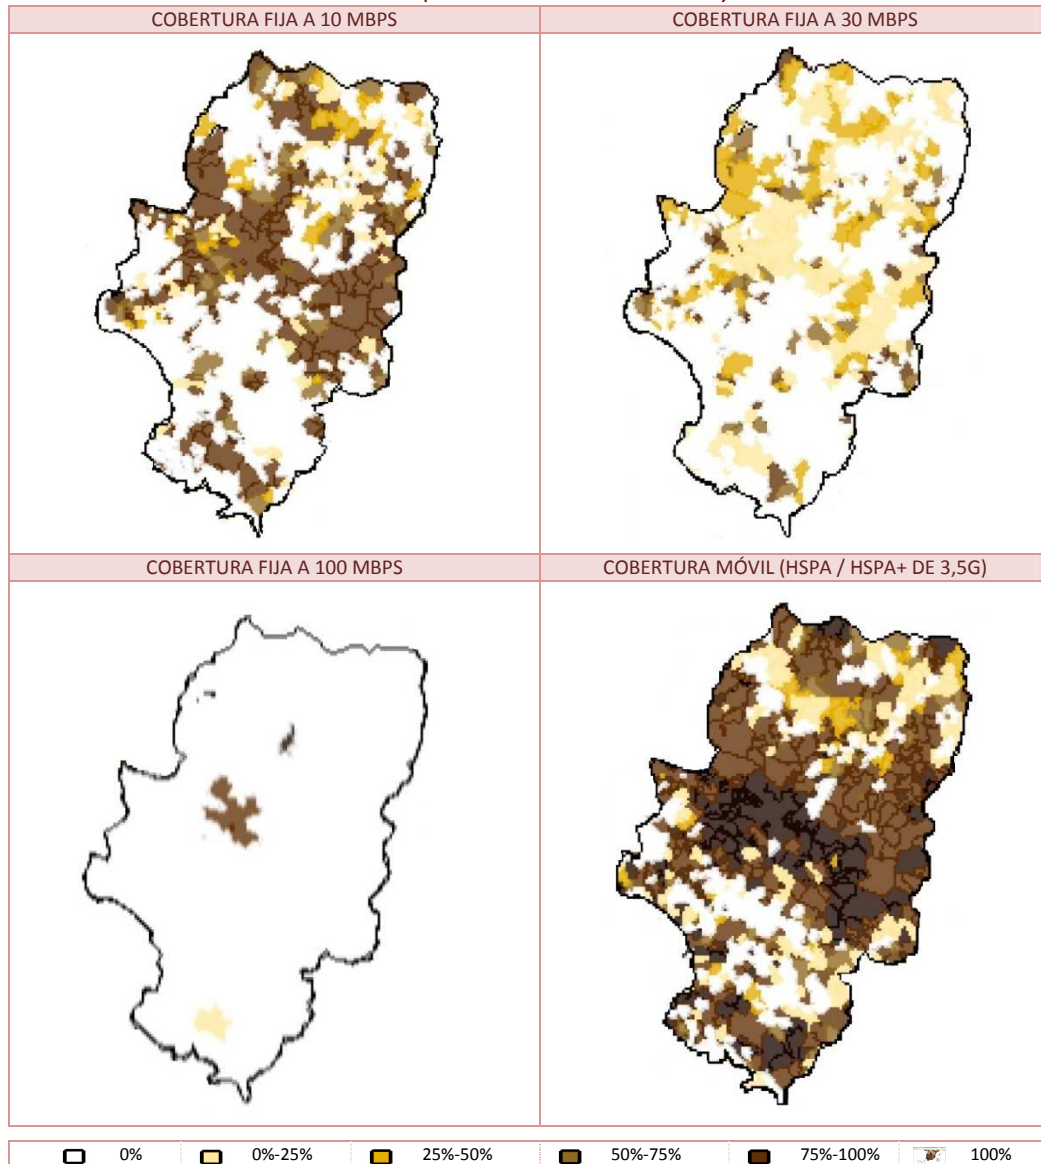 COBERTURA FIJA A 10 MBPS
COBERTURA FIJA A 30 MBPS
COBERTURA FIJA A 100 MBPS
COBERTURA MÓVIL (HSPA / HSPA+ DE 3,5G)
0% 0%-25% 25%-50% 50%-75% 75%-100% 100%